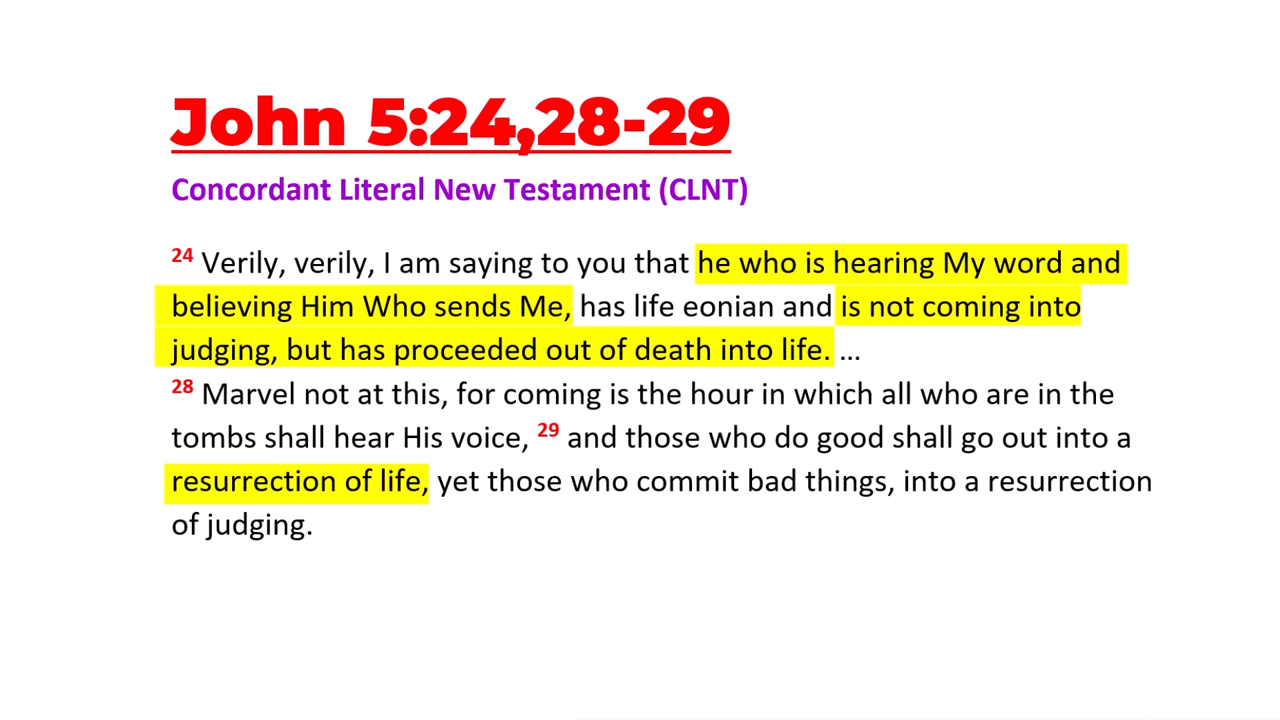 John 5:24,28-29
Concordant Literal New Testament (CLNT)
24 Verily, verily, I am saying to you that he who is hearing My word and
believing Him Who sends Me, has life eonian and is not coming into
judging, but has proceeded out of death into life. ...
28 Marvel not at this, for coming is the hour in which all who are in the
tombs shall hear His voice, 29 and those who do good shall go out into a
resurrection of life, yet those who commit bad things, into a resurrection
of judging.